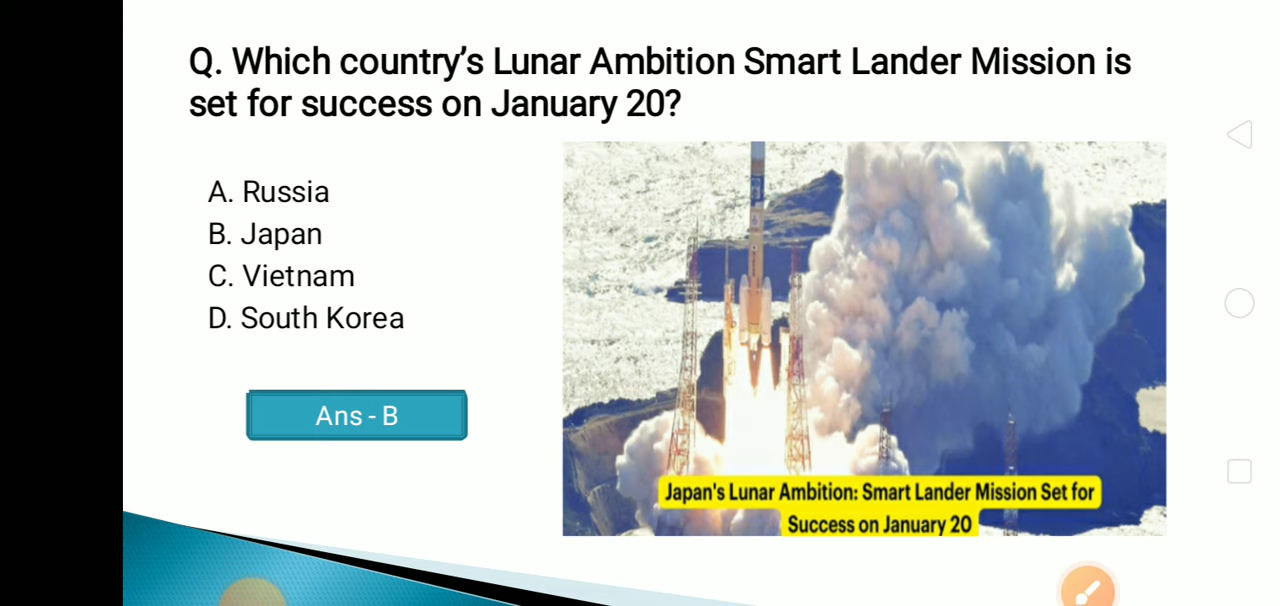 Q. Which country’s Lunar Ambition Smart Lander Mission is
set for success on January 20?
A. Russia
B. Japan
C. Vietnam
D. South Korea
Ans - B
Japan's Lunar Ambition: Smart Lander Mission Set for
Success on January 20